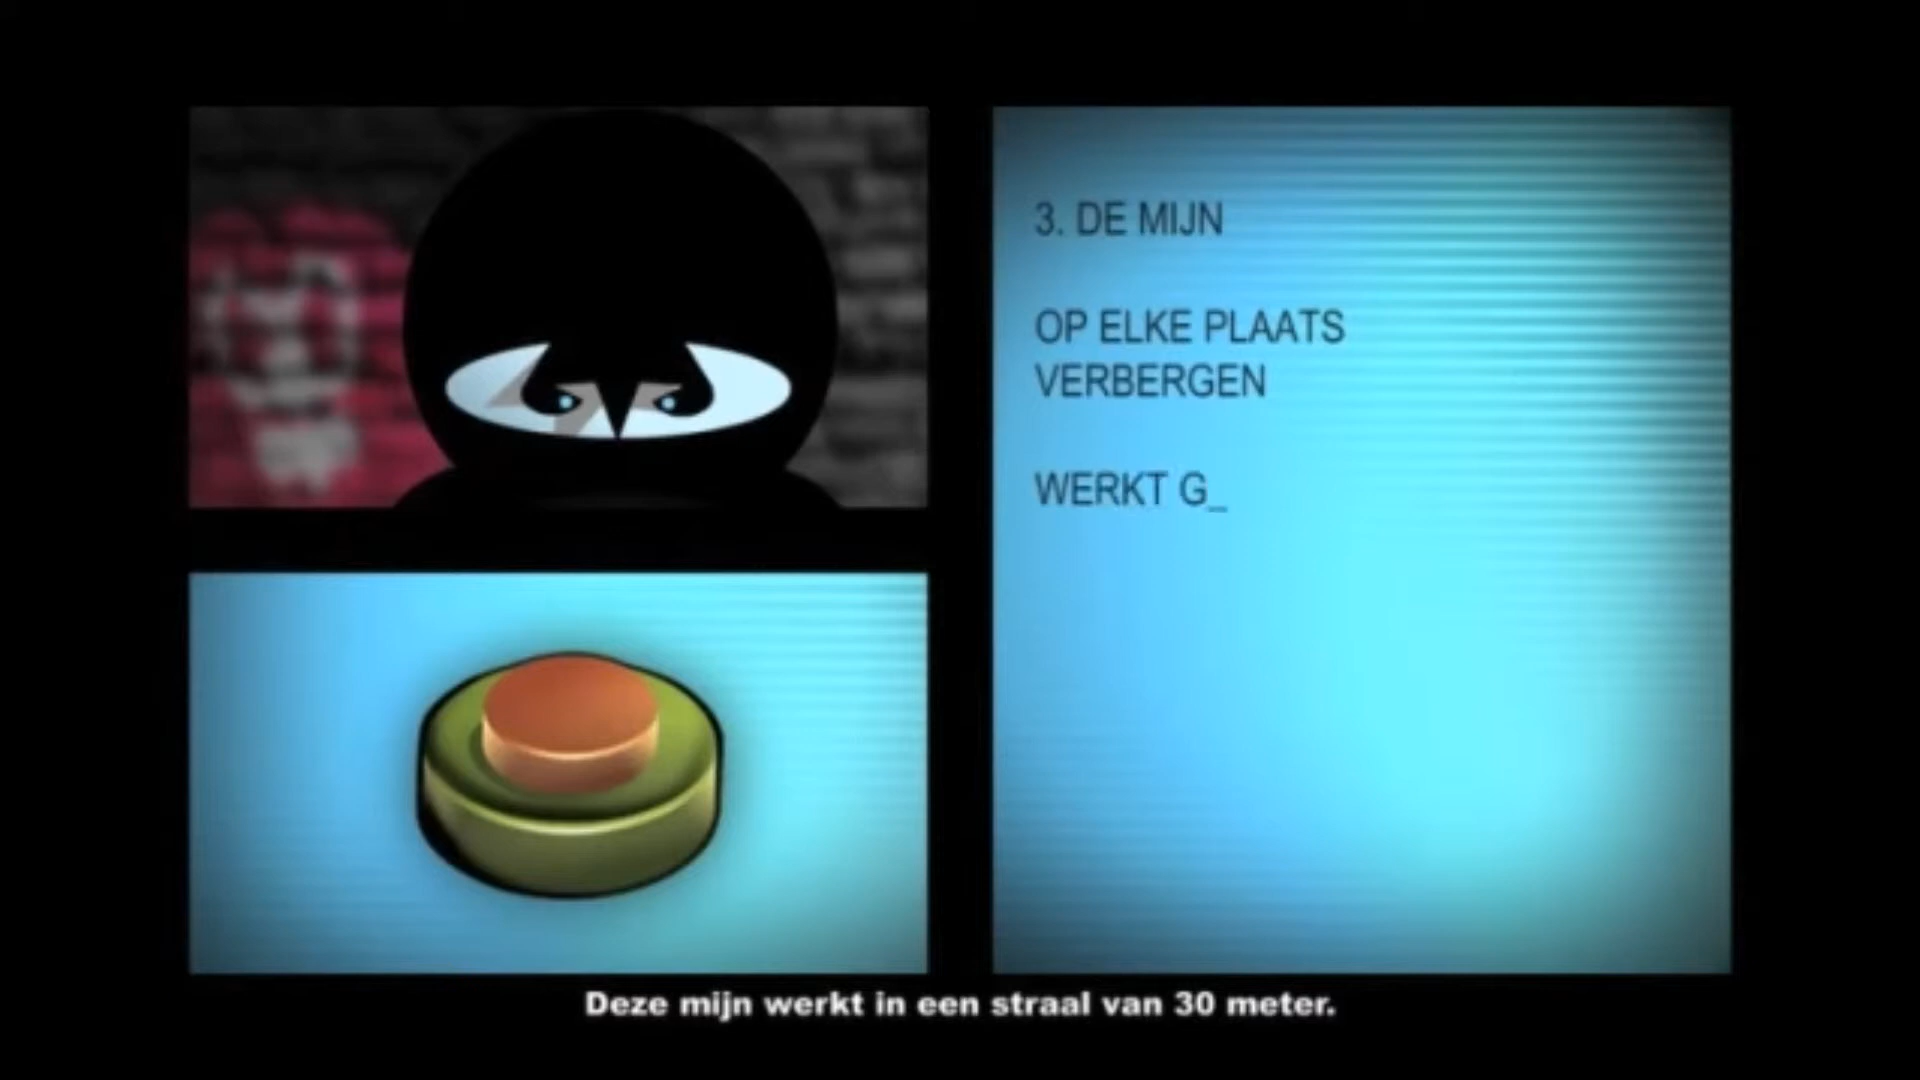 3. DE MIJN
OP ELKE PLAATS
VERBERGEN
WERKT G_
Deze mijn werkt in een straal van 30 meter.